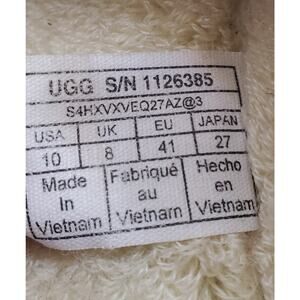 UGG S/N 1126385
S4HXVXVEQ27AZ@3
USA UK EU JAPAN
10 8 41 27
Made Fabriqué Hecho
in au en
Vietnam Vietnam Vietnam